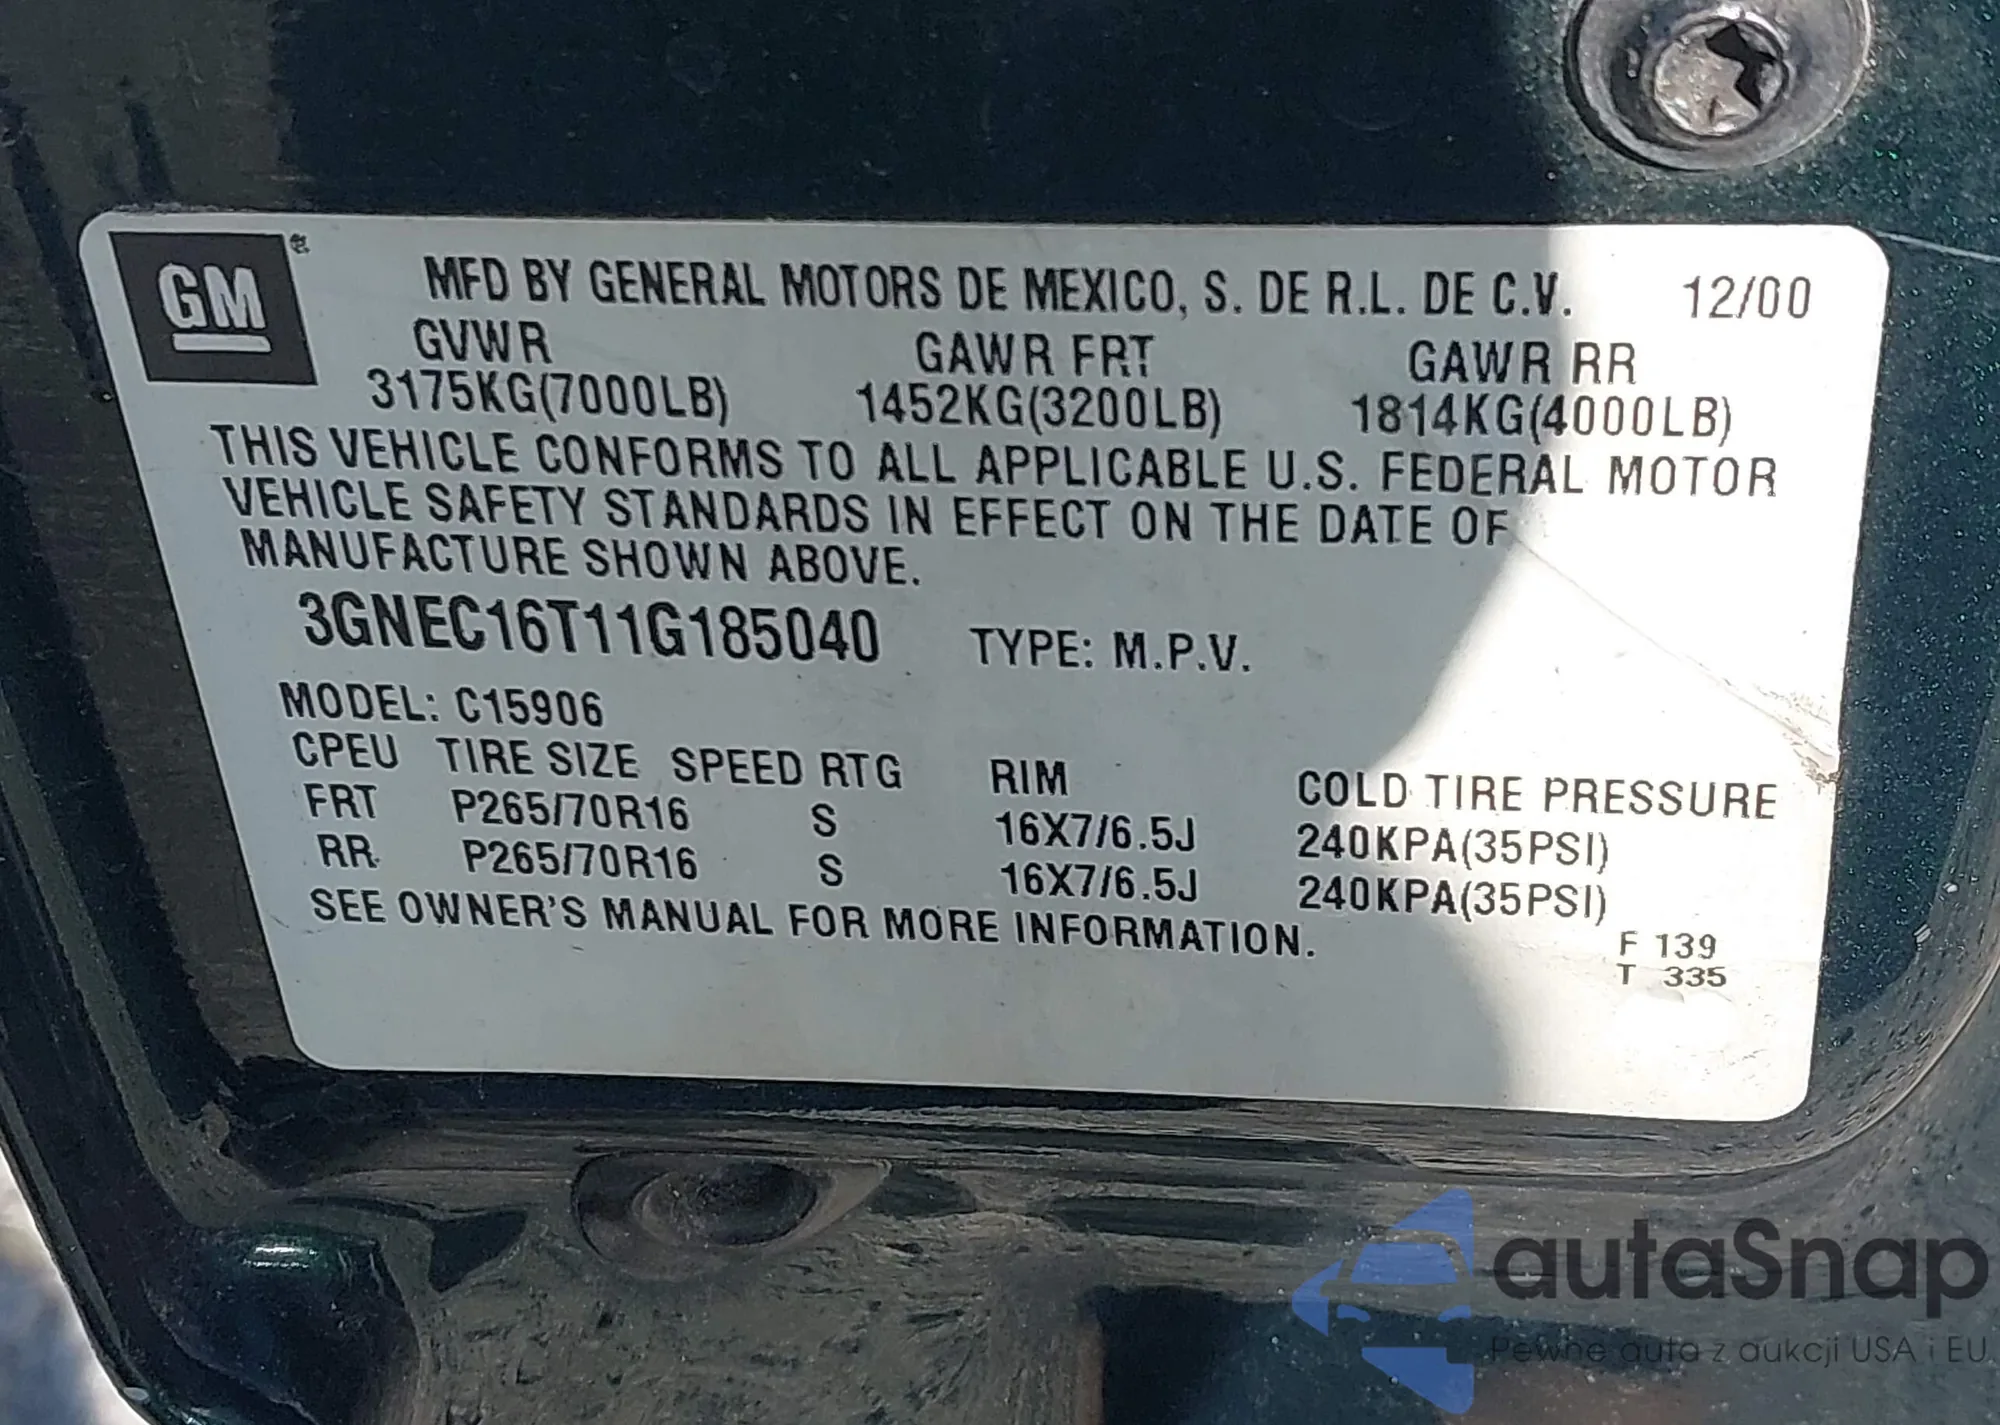 GM
MFD BY GENERAL MOTORS DE MEXICO, S. DE R.L. DE C.V. 12/00
GVWR GAWR FRT GAWR RR
3175KG(7000LB) 1452KG(3200LB) 1814KG(4000LB)
THIS VEHICLE CONFORMS TO ALL APPLICABLE U.S. FEDERAL MOTOR
VEHICLE SAFETY STANDARDS IN EFFECT ON THE DATE OF
MANUFACTURE SHOWN ABOVE.
3GNEC16T11G185040 TYPE: M.P.V.
MODEL: C15906
CPEU TIRE SIZE SPEED RTG RIM COLD TIRE PRESSURE
FRT P265/70R16 S 16X7/6.5J 240KPA(35PSI)
RR P265/70R16 S 16X7/6.5J 240KPA(35PSI)
SEE OWNER'S MANUAL FOR MORE INFORMATION.
F 139
T 335
autaSnap
Pewne auta z aukcji USA i EU